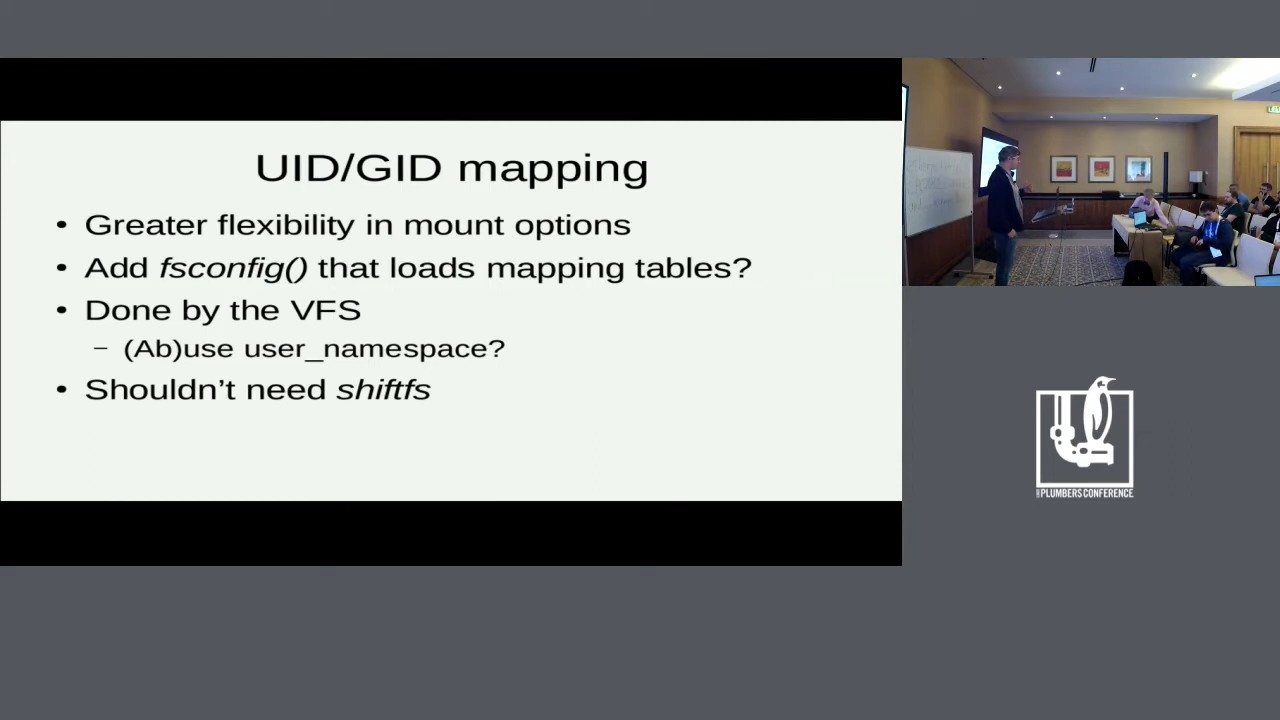 UID/GID mapping
• Greater flexibility in mount options
• Add fsconfig() that loads mapping tables?
• Done by the VFS
– (Ab)use user_namespace?
• Shouldn’t need shiftfs
PLUMBERS CONFERENCE